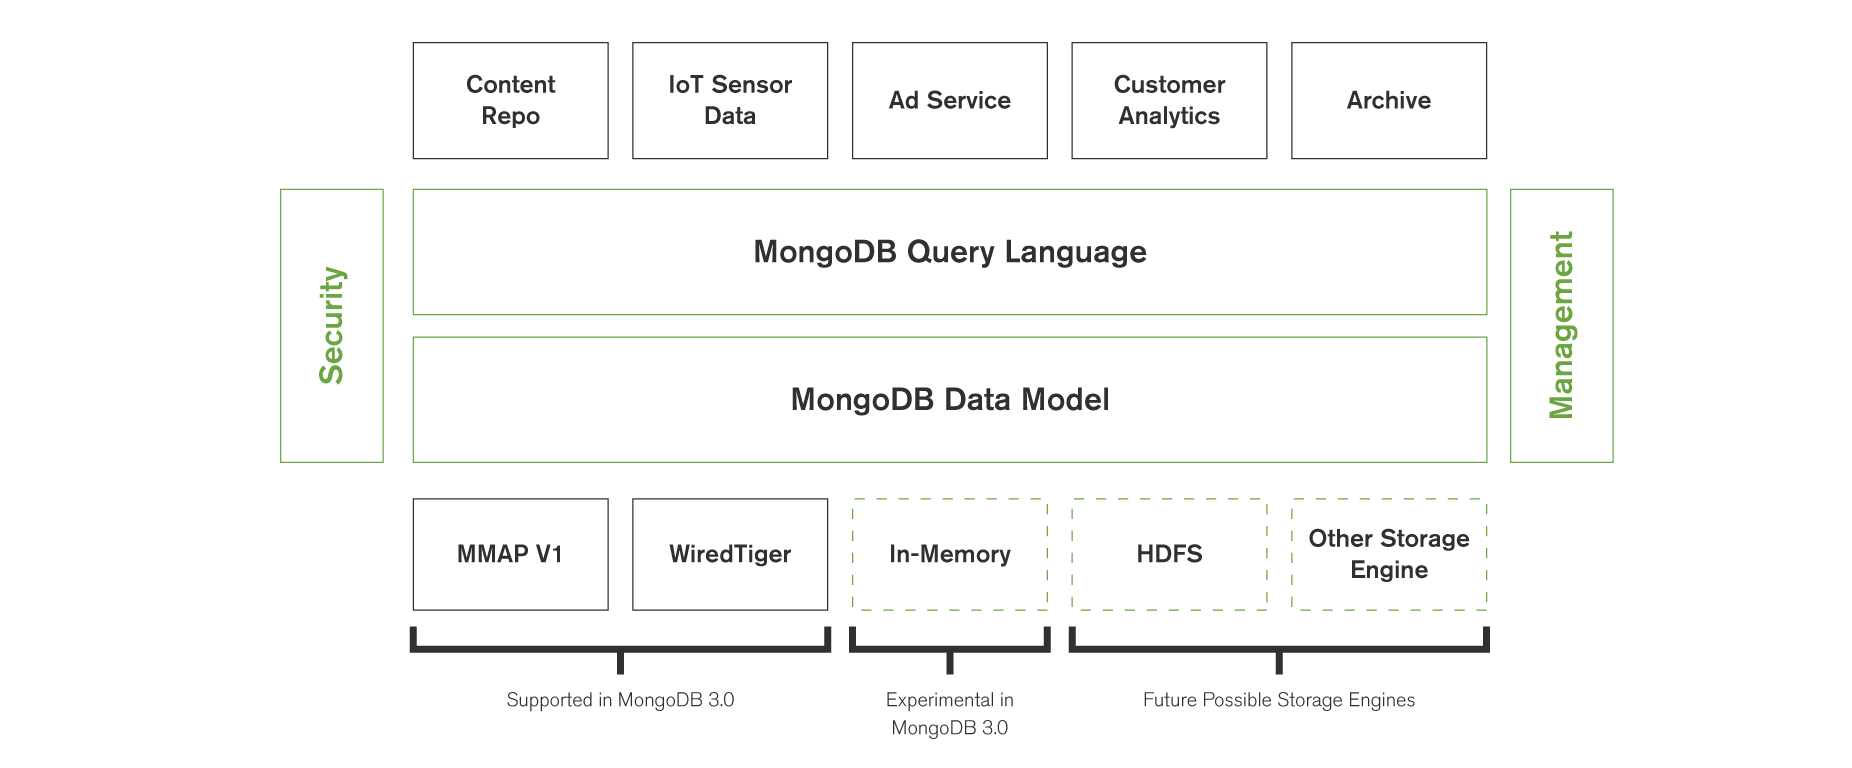 Content
Repo
IoT Sensor
Data
Ad Service
Customer
Analytics
Archive
Security
MongoDB Query Language
MongoDB Data Model
Management
MMAP V1
WiredTiger
In-Memory
HDFS
Other Storage
Engine
Supported in MongoDB 3.0
Experimental in
MongoDB 3.0
Future Possible Storage Engines